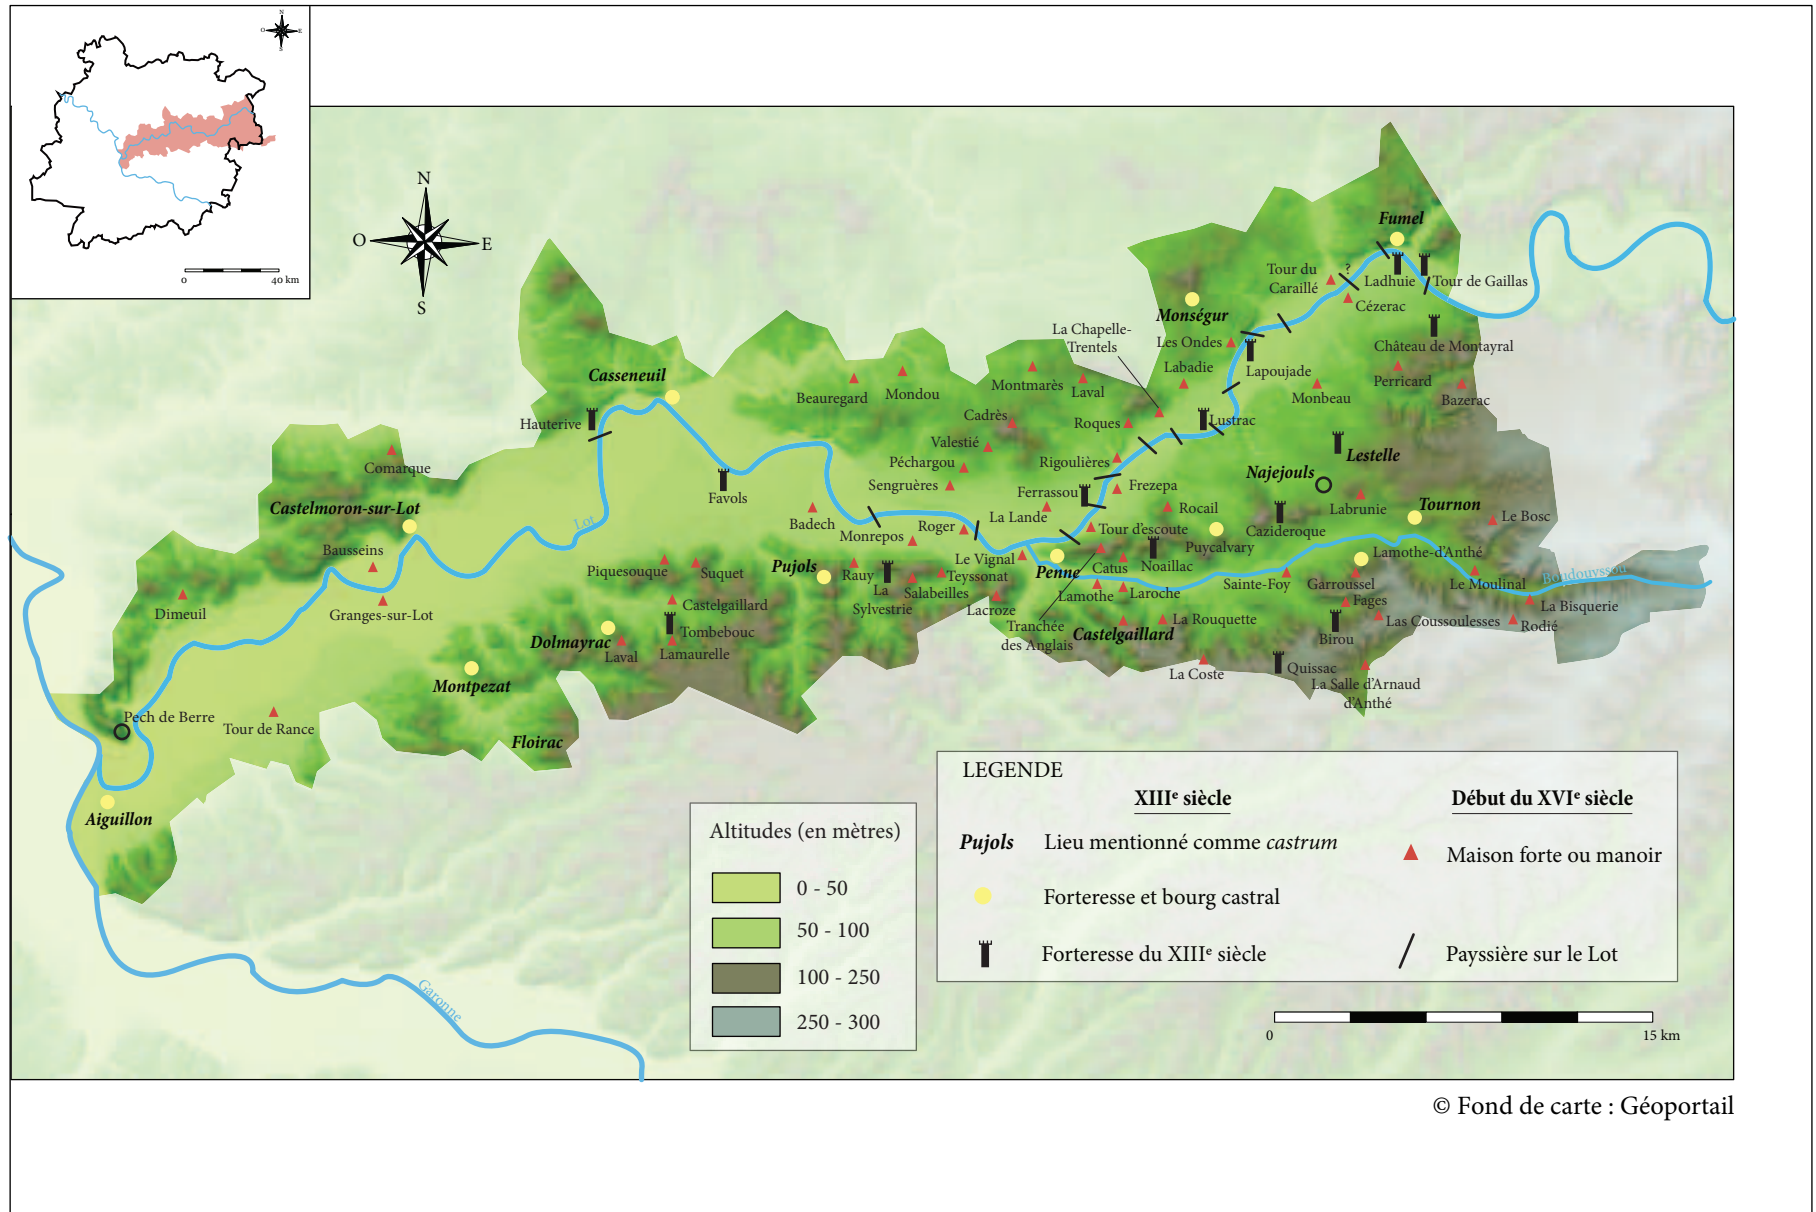 N
O
E
S
0
40 km
N
O
E
S
Fumel
Tour du
Caraillé
?
Ladhuie
Tour de Gaillas
Cézerac
Monségur
La Chapelle-
Trentels
Les Ondes
Château de Montayral
Labadie
Lapoujade
Perricard
Monbeau
Bazerac
Casseneuil
Beauregard
Mondou
Montmarès
Laval
Hauterive
Cadrès
Roques
Lustrac
Valestié
Lestelle
Comarque
Péchargou
Rigoulières
Najejouls
Favols
Sengruères
Ferrassou
Frezepa
Castelmoron-sur-Lot
Lot
Badech
La Lande
Rocail
Labrunie
Tournon
Le Bosc
Roger
Tour d'escoute
Cazideroque
Monrepos
Puycalvary
Bausseins
Le Vignal
Penne
Catus
Noaillac
Lamothe-d'Anthé
Piquesouque
Suquet
Pujols
Rauy
Teyssonat
Boudouyssou
Sainte-Foy
Garroussel
Le Moulinal
La
Sylvestrie
Salabeilles
Lamothe
Laroche
Dimeuil
Granges-sur-Lot
Castelgaillard
Lacroze
Fages
La Bisquerie
Tranchée
des Anglais
Castelgaillard
La Rouquette
Las Coussoulesses
Rodié
Dolmayrac
Tombebouc
Birou
Laval
Lamaurelle
La Coste
Quissac
Montpezat
La Salle d'Arnaud
d'Anthé
Pech de Berre
Tour de Rance
Floirac
Aiguillon
Garonne
Altitudes (en mètres)
0 - 50
50 - 100
100 - 250
250 - 300
LEGENDE
XIIIe siècle
Début du XVIe siècle
Pujols
Lieu mentionné comme castrum
Maison forte ou manoir
Forteresse et bourg castral
Forteresse du XIIIe siècle
Payssière sur le Lot
0
15 km
© Fond de carte : Géoportail